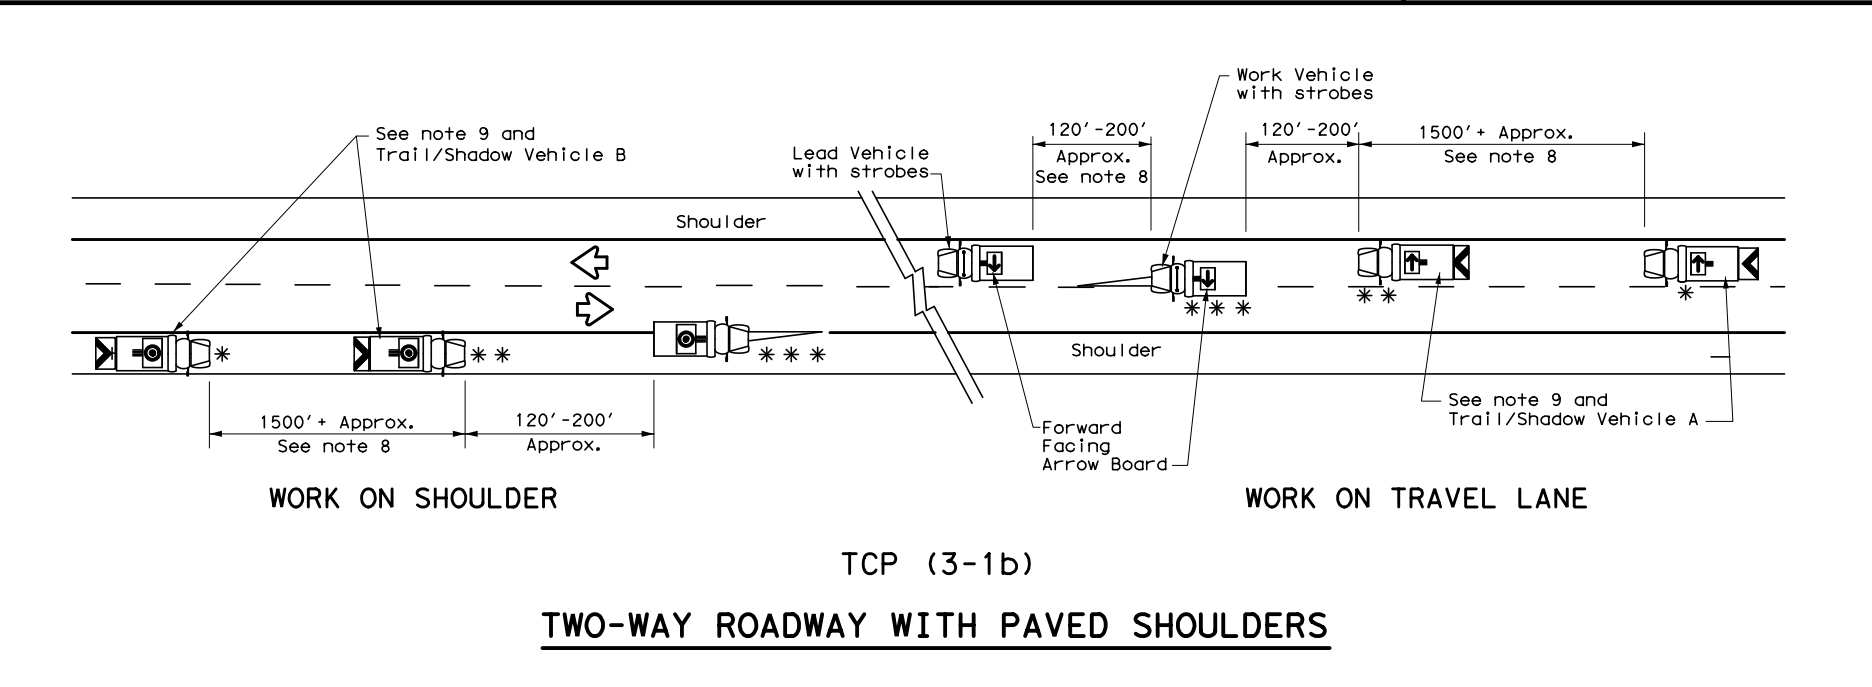 Work Vehicle
with strobes
See note 9 and
Trail/Shadow Vehicle B
Lead Vehicle
with strobes
120'-200'
Approx.
See note 8
120'-200'
Approx.
1500'+ Approx.
See note 8
Shoulder
Shoulder
1500'+ Approx.
See note 8
120'-200'
Approx.
Forward
Facing
Arrow Board
See note 9 and
Trail/Shadow Vehicle A
WORK ON SHOULDER
WORK ON TRAVEL LANE
TCP (3-1b)
TWO-WAY ROADWAY WITH PAVED SHOULDERS